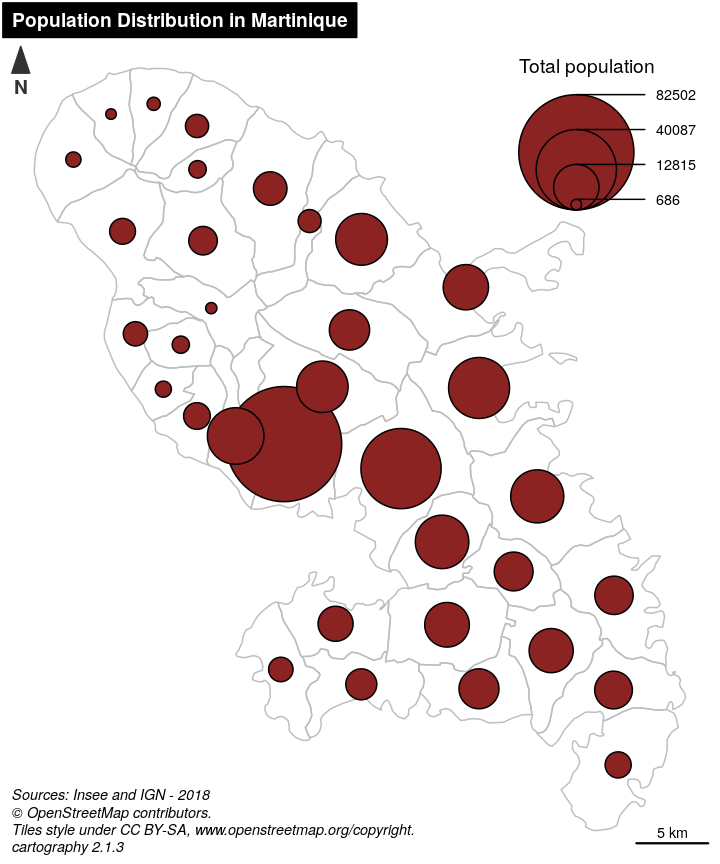 Population Distribution in Martinique
N
Total population
82502
40087
12815
686
Sources: Insee and IGN - 2018
© OpenStreetMap contributors.
Tiles style under CC BY-SA, www.openstreetmap.org/copyright.
cartography 2.1.3
5 km